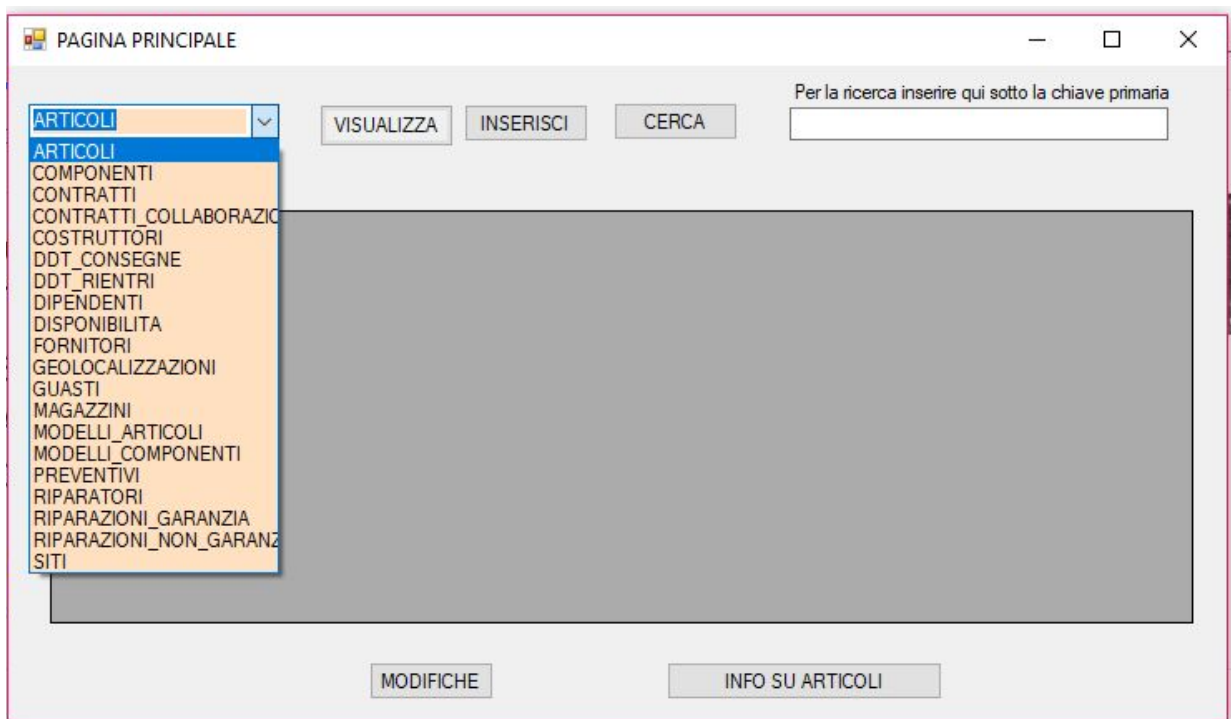 PAGINA PRINCIPALE
Per la ricerca inserire qui sotto la chiave primaria
ARTICOLI
VISUALIZZA
INSERISCI
CERCA
ARTICOLI
COMPONENTI
CONTRATTI
CONTRATTI_COLLABORAZIO
COSTRUTTORI
DDT_CONSEGNE
DDT_RIENTRI
DIPENDENTI
DISPONIBILITA
FORNITORI
GEOLOCALIZZAZIONI
GUASTI
MAGAZZINI
MODELLI_ARTICOLI
MODELLI_COMPONENTI
PREVENTIVI
RIPARATORI
RIPARAZIONI_GARANZIA
RIPARAZIONI_NON_GARANZ
SITI
MODIFICHE
INFO SU ARTICOLI